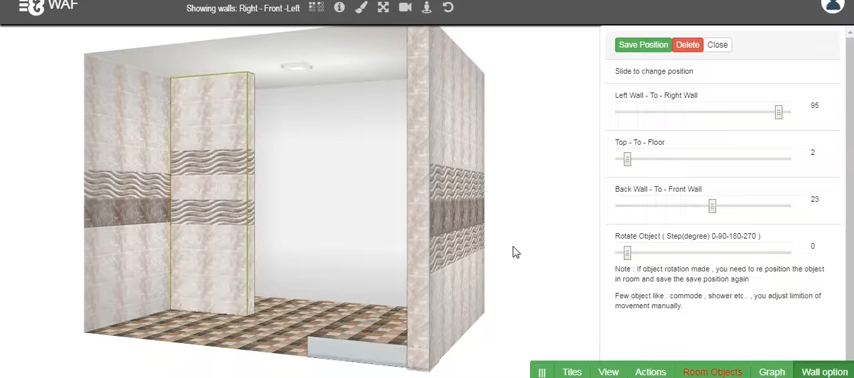 WAF
Showing walls: Right - Front -Left
Save Position Delete Close
Slide to change position
Left Wall - To - Right Wall
95
Top - To - Floor
2
Back Wall - To - Front Wall
23
Rotate Object ( Step(degree) 0-90-180-270 )
0
Note : If object rotation made , you need to re position the object
in room and save the save position again
Few object like : commode , shower etc.. , you adjust limition of
movement manually.
||| Tiles View Actions Room Objects Graph Wall option